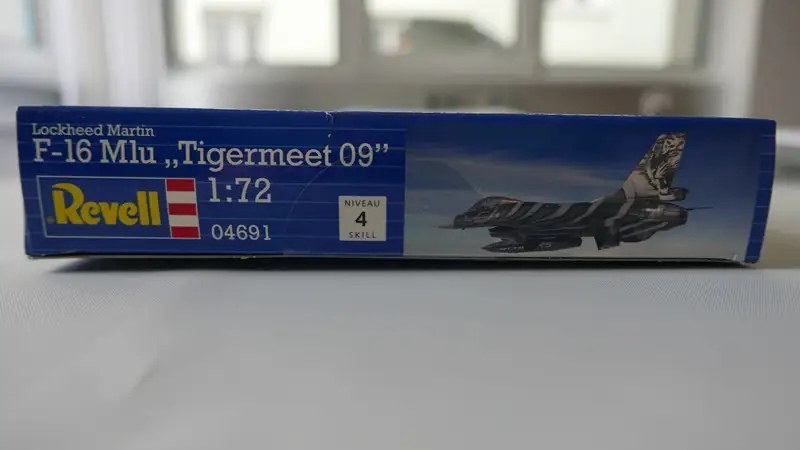 Lockheed Martin
F-16 Mlu „Tigermeet 09”
Revell
1:72
04691
NIVEAU
4
SKILL